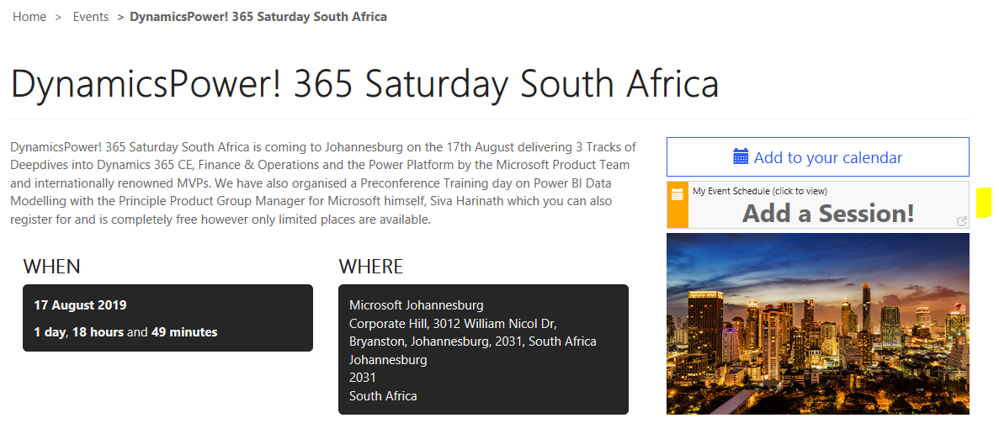 Home > Events > DynamicsPower! 365 Saturday South Africa
DynamicsPower! 365 Saturday South Africa
DynamicsPower! 365 Saturday South Africa is coming to Johannesburg on the 17th August delivering 3 Tracks of
Deepdives into Dynamics 365 CE, Finance & Operations and the Power Platform by the Microsoft Product Team
and internationally renowned MVPs. We have also organised a Preconference Training day on Power BI Data
Modelling with the Principle Product Group Manager for Microsoft himself, Siva Harinath which you can also
register for and is completely free however only limited places are available.
WHEN
17 August 2019
1 day, 18 hours and 49 minutes
WHERE
Microsoft Johannesburg
Corporate Hill, 3012 William Nicol Dr,
Bryanston, Johannesburg, 2031, South Africa
Johannesburg
2031
South Africa
Add to your calendar
My Event Schedule (click to view)
Add a Session!